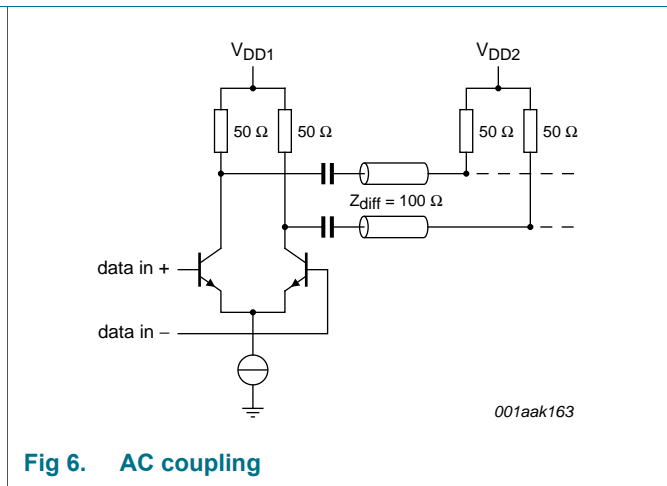 VDD1
VDD2
50 Ω 50 Ω 50 Ω 50 Ω
Zdiff = 100 Ω
data in +
data in −
001aak163
Fig 6. AC coupling